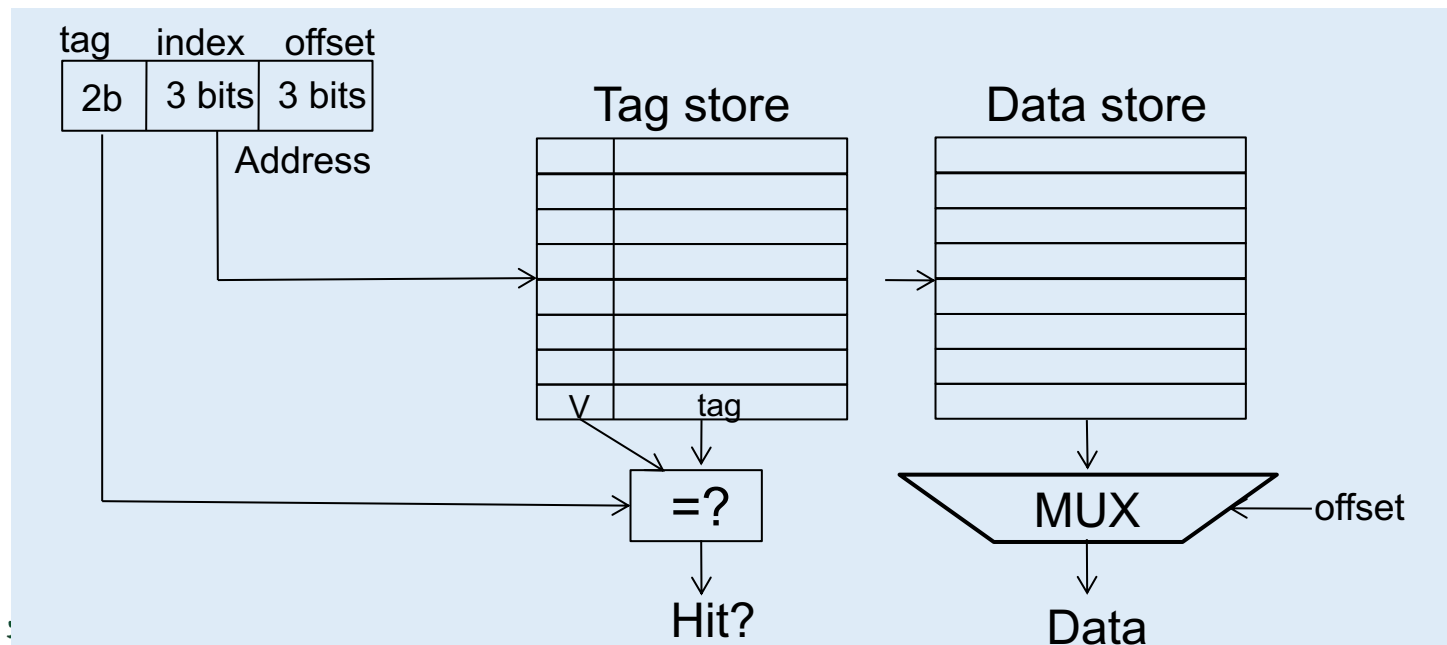 tag index offset
2b 3 bits 3 bits
Address
Tag store
Data store
V tag
=?
MUX
offset
Hit?
Data